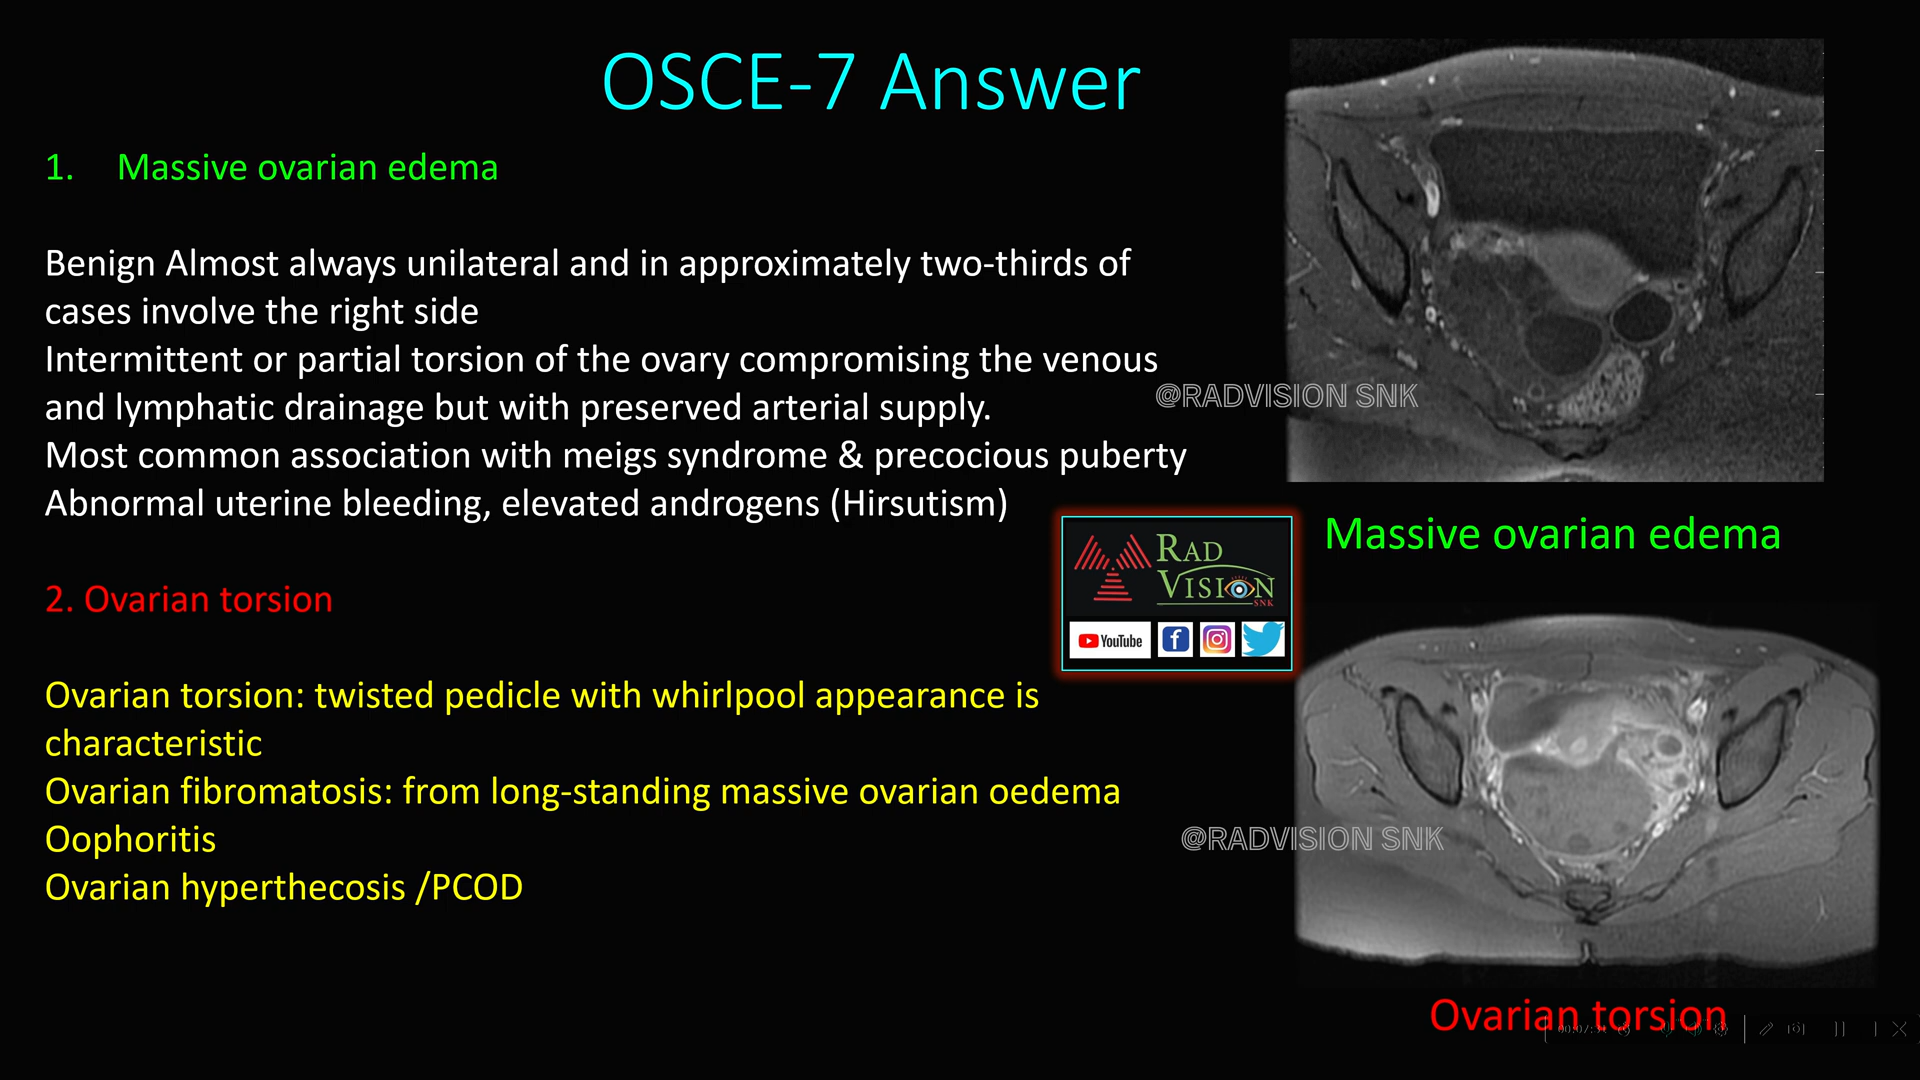 OSCE-7 Answer
1. Massive ovarian edema
Benign Almost always unilateral and in approximately two-thirds of
cases involve the right side
Intermittent or partial torsion of the ovary compromising the venous
and lymphatic drainage but with preserved arterial supply.
Most common association with meigs syndrome & precocious puberty
Abnormal uterine bleeding, elevated androgens (Hirsutism)
2. Ovarian torsion
Ovarian torsion: twisted pedicle with whirlpool appearance is
characteristic
Ovarian fibromatosis: from long-standing massive ovarian oedema
Oophoritis
Ovarian hyperthecosis /PCOD
@RADVISION SNK
Massive ovarian edema
RAD
VISION
SNK
YouTube
@RADVISION SNK
Ovarian torsion